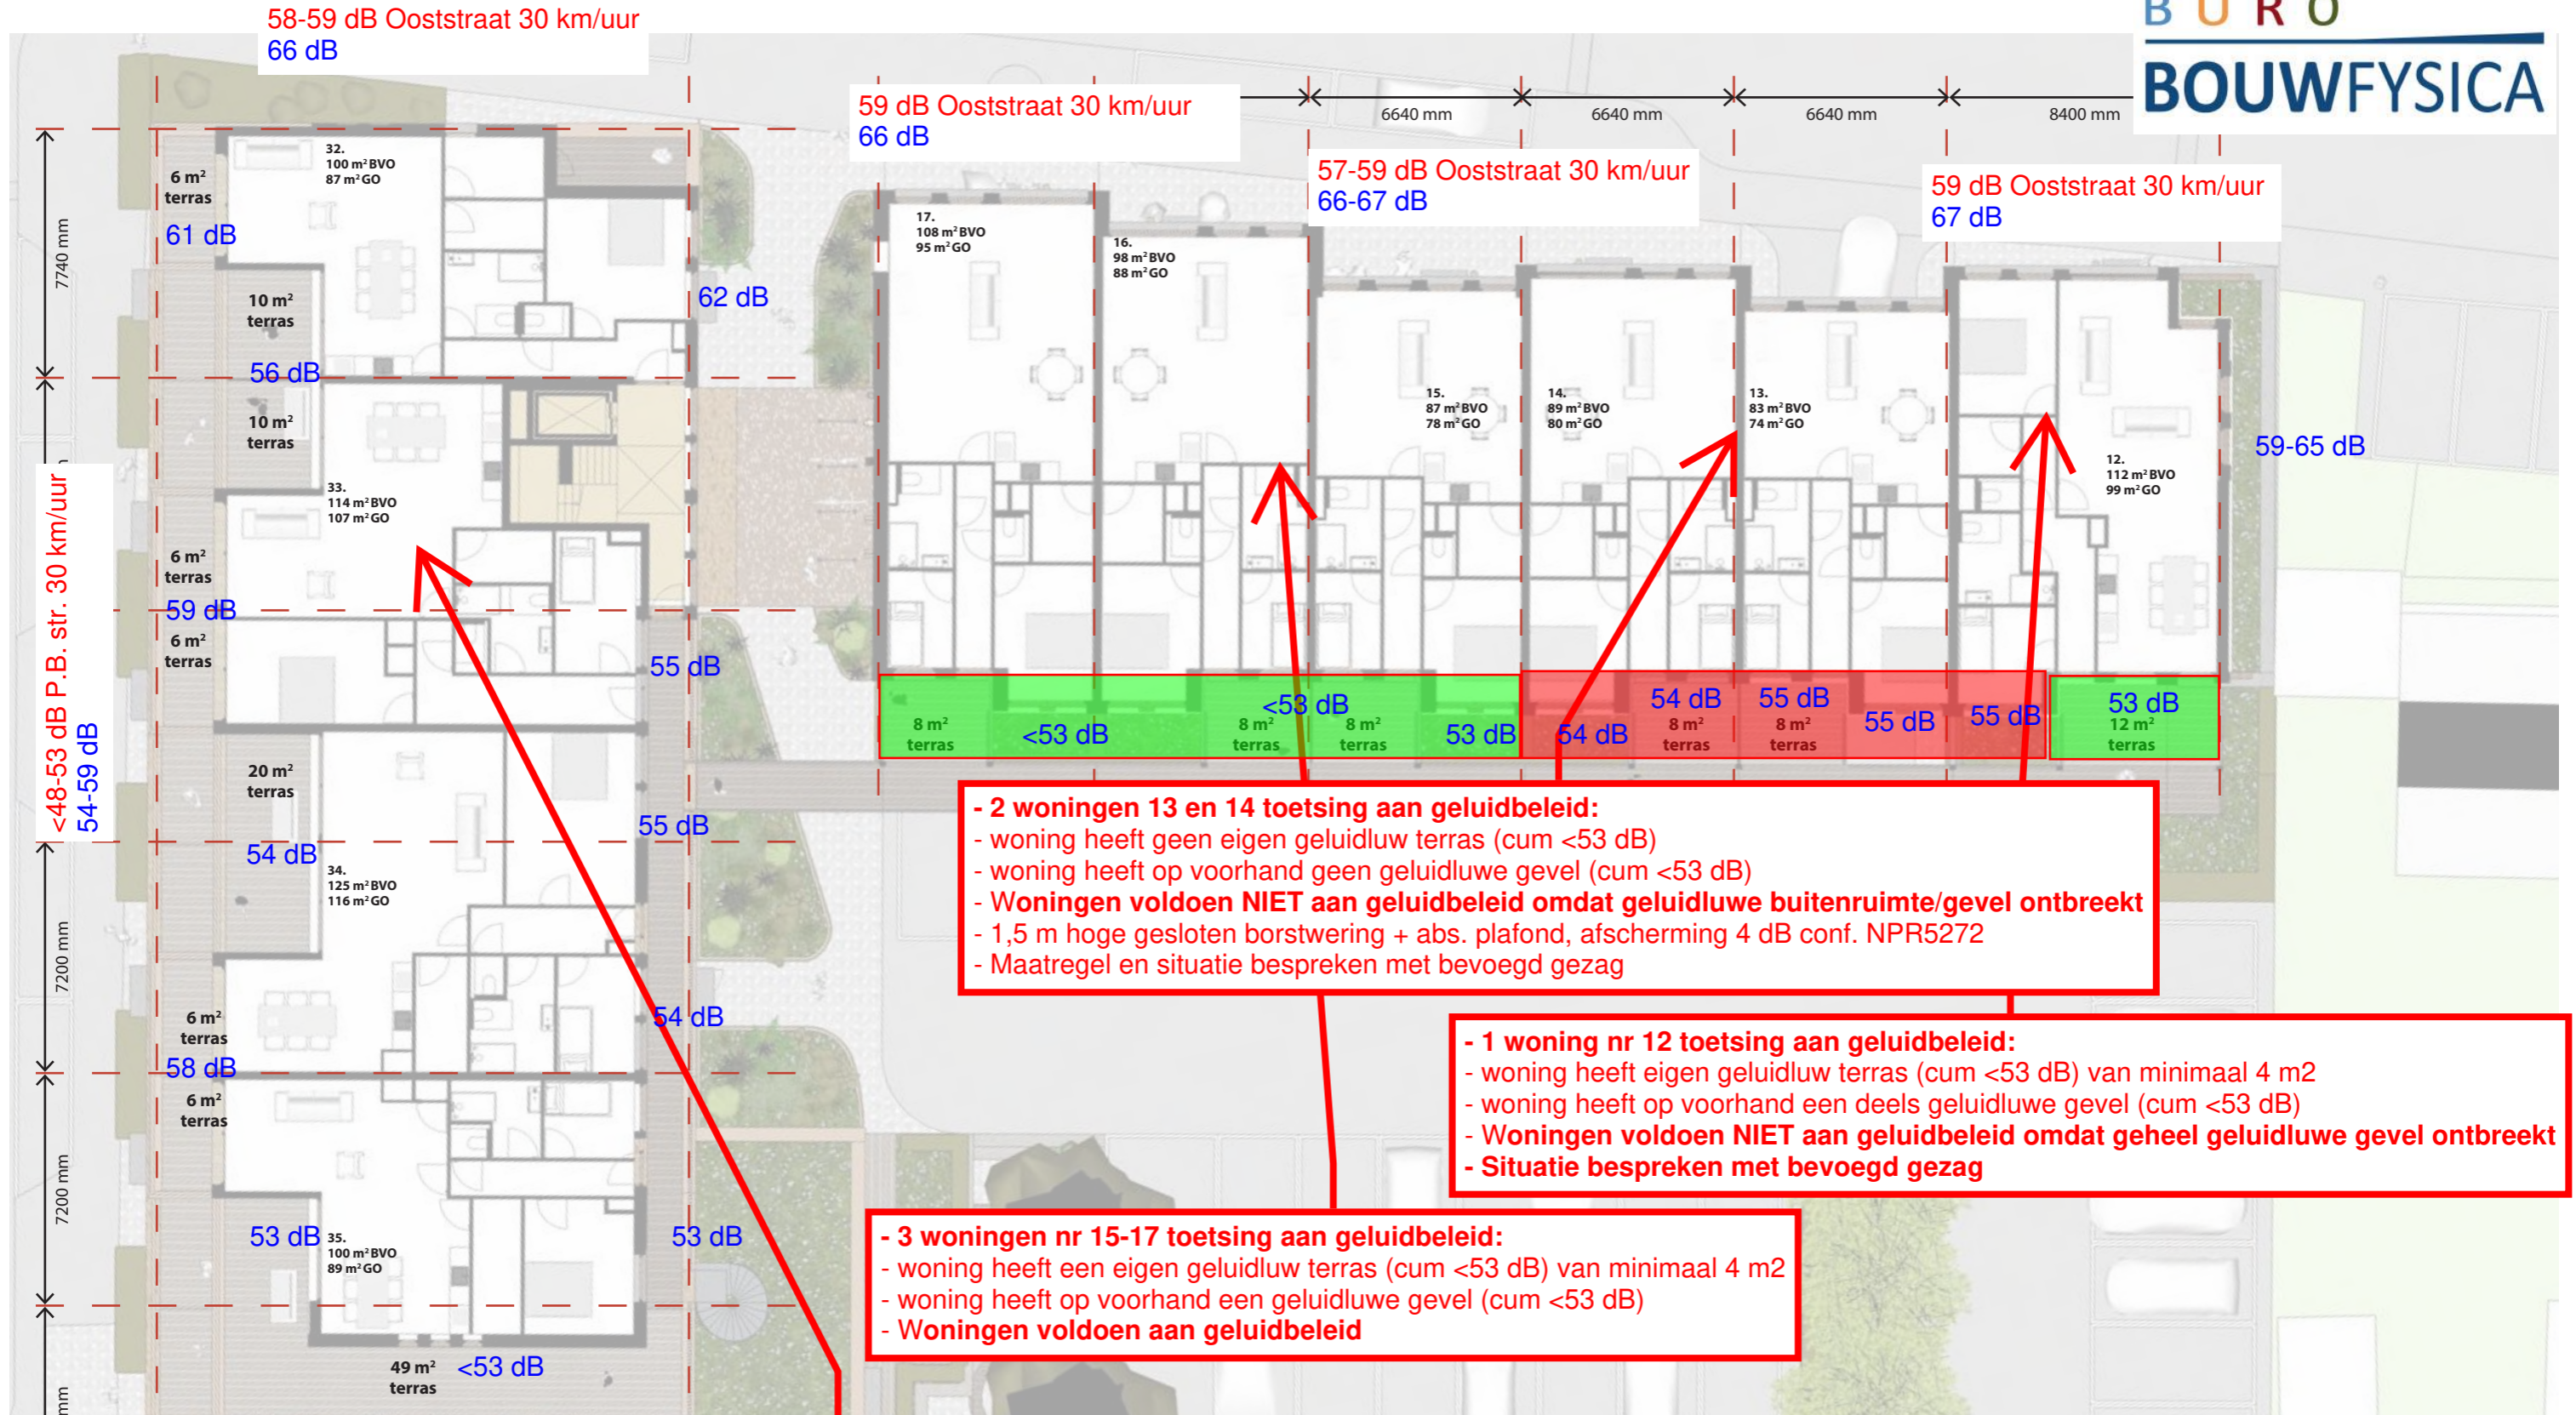 58-59 dB Ooststraat 30 km/uur
66 dB
B U R O
BOUWFYSICA
59 dB Ooststraat 30 km/uur
66 dB
6640 mm
6640 mm
6640 mm
8400 mm
57-59 dB Ooststraat 30 km/uur
66-67 dB
59 dB Ooststraat 30 km/uur
67 dB
7740 mm
6 m²
terras
61 dB
32.
100 m² BVO
87 m² GO
62 dB
10 m²
terras
56 dB
10 m²
terras
17.
108 m² BVO
95 m² GO
16.
98 m² BVO
88 m² GO
15.
87 m² BVO
78 m² GO
14.
89 m² BVO
80 m² GO
13.
83 m² BVO
74 m² GO
12.
112 m² BVO
99 m² GO
59-65 dB
<48-53 dB P.B. str. 30 km/uur
54-59 dB
33.
114 m² BVO
107 m² GO
6 m²
terras
59 dB
6 m²
terras
55 dB
8 m²
terras
<53 dB
8 m²
terras
<53 dB
8 m²
terras
53 dB
54 dB
54 dB
8 m²
terras
55 dB
8 m²
terras
55 dB
55 dB
53 dB
12 m²
terras
20 m²
terras
54 dB
55 dB
34.
125 m² BVO
116 m² GO
7200 mm
6 m²
terras
58 dB
54 dB
6 m²
terras
7200 mm
53 dB
35.
100 m² BVO
89 m² GO
53 dB
49 m²
terras
<53 dB
mm
- 2 woningen 13 en 14 toetsing aan geluidbeleid:
- woning heeft geen eigen geluidluw terras (cum <53 dB)
- woning heeft op voorhand geen geluidluwe gevel (cum <53 dB)
- Woningen voldoen NIET aan geluidbeleid omdat geluidluwe buitenruimte/gevel ontbreekt
- 1,5 m hoge gesloten borstwering + abs. plafond, afscherming 4 dB conf. NPR5272
- Maatregel en situatie bespreken met bevoegd gezag
- 1 woning nr 12 toetsing aan geluidbeleid:
- woning heeft eigen geluidluw terras (cum <53 dB) van minimaal 4 m2
- woning heeft op voorhand een deels geluidluwe gevel (cum <53 dB)
- Woningen voldoen NIET aan geluidbeleid omdat geheel geluidluwe gevel ontbreekt
- Situatie bespreken met bevoegd gezag
- 3 woningen nr 15-17 toetsing aan geluidbeleid:
- woning heeft een eigen geluidluw terras (cum <53 dB) van minimaal 4 m2
- woning heeft op voorhand een geluidluwe gevel (cum <53 dB)
- Woningen voldoen aan geluidbeleid